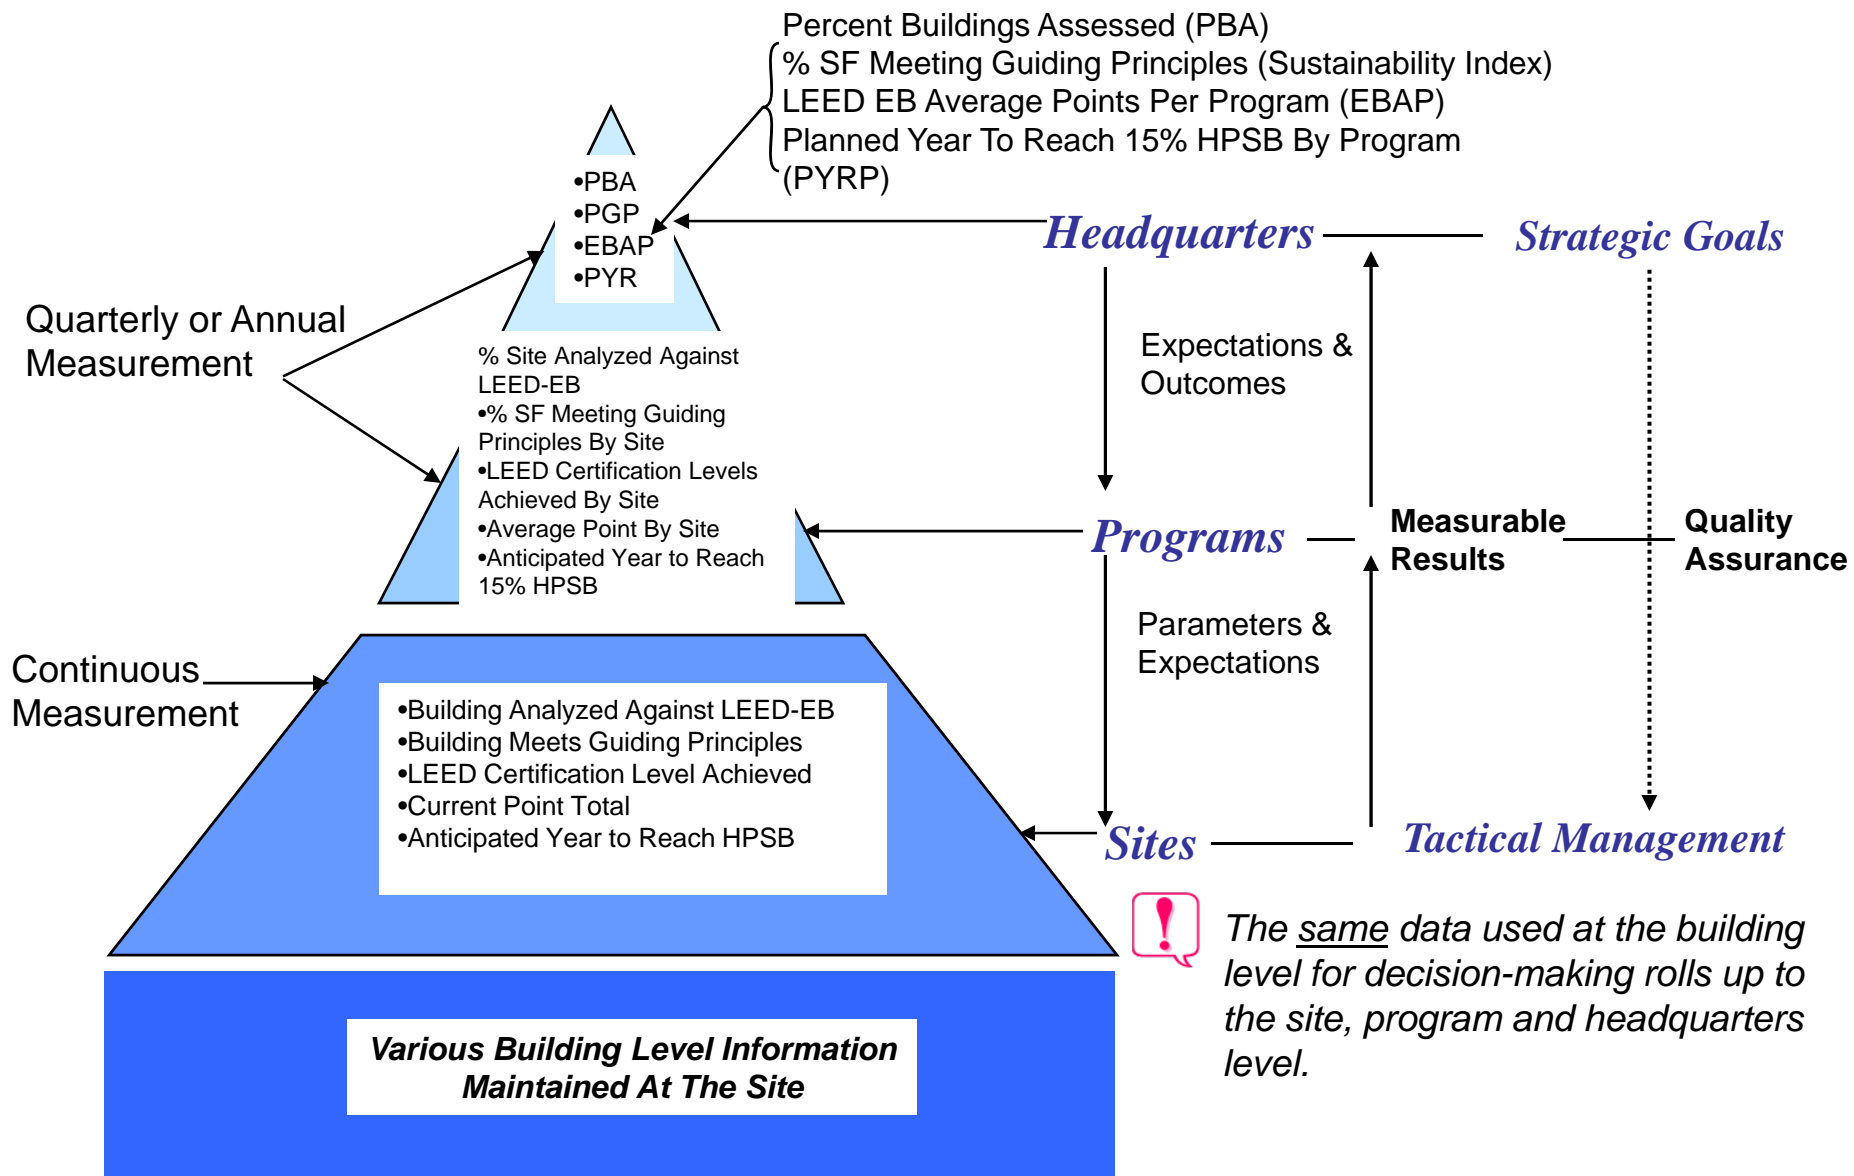 Percent Buildings Assessed (PBA)
% SF Meeting Guiding Principles (Sustainability Index)
LEED EB Average Points Per Program (EBAP)
Planned Year To Reach 15% HPSB By Program
(PYRP)
•PBA
•PGP
•EBAP
•PYR
Headquarters
Strategic Goals
Quarterly or Annual
Measurement
% Site Analyzed Against
LEED-EB
•% SF Meeting Guiding
Principles By Site
•LEED Certification Levels
Achieved By Site
•Average Point By Site
•Anticipated Year to Reach
15% HPSB
Expectations &
Outcomes
Programs
Measurable
Results
Quality
Assurance
Parameters &
Expectations
Continuous
Measurement
•Building Analyzed Against LEED-EB
•Building Meets Guiding Principles
•LEED Certification Level Achieved
•Current Point Total
•Anticipated Year to Reach HPSB
Sites
Tactical Management
!
The same data used at the building
level for decision-making rolls up to
the site, program and headquarters
level.
Various Building Level Information
Maintained At The Site